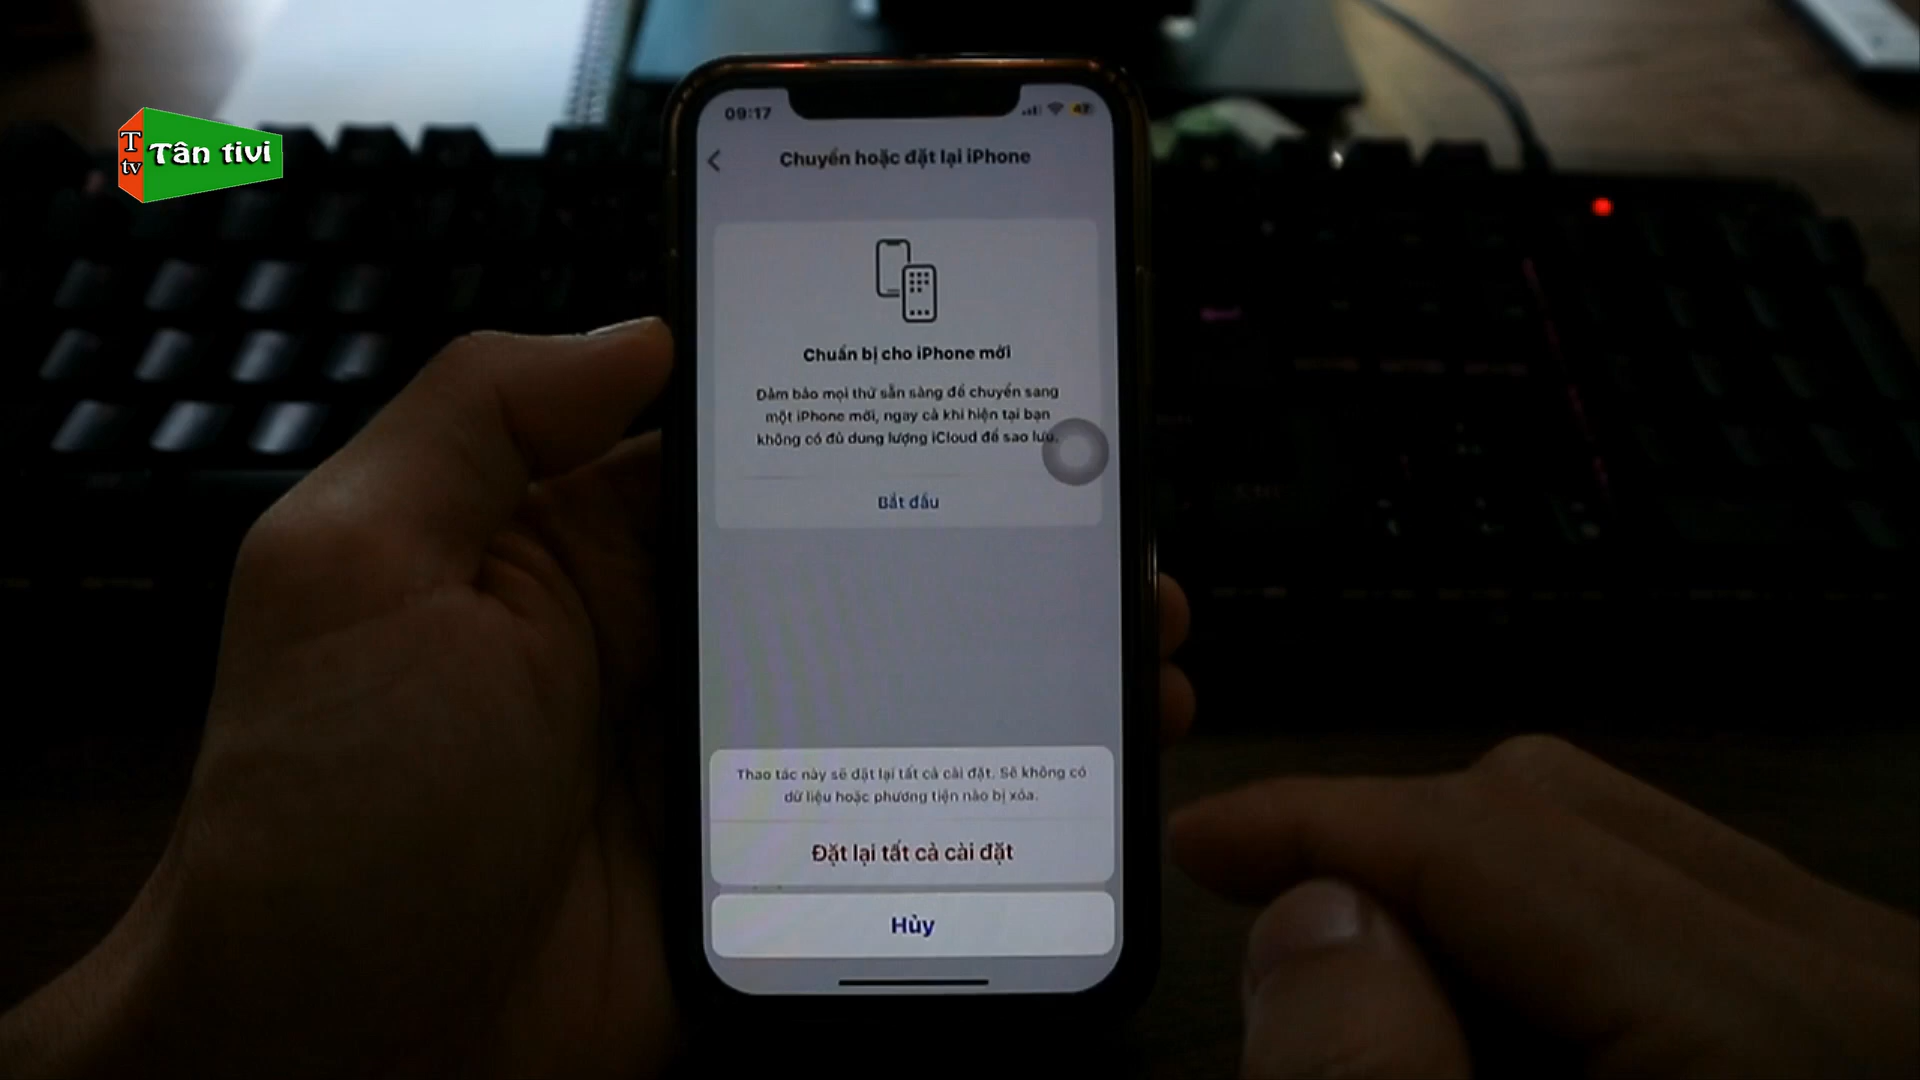 T
tv
Tân tivi
09:17
47
Chuyển hoặc đặt lại iPhone
Chuẩn bị cho iPhone mới
Đảm bảo mọi thứ sẵn sàng để chuyển sang
một iPhone mới, ngay cả khi hiện tại bạn
không có đủ dung lượng iCloud để sao lưu.
Bắt đầu
Thao tác này sẽ đặt lại tất cả cài đặt. Sẽ không có
dữ liệu hoặc phương tiện nào bị xóa.
Đặt lại tất cả cài đặt
Hủy